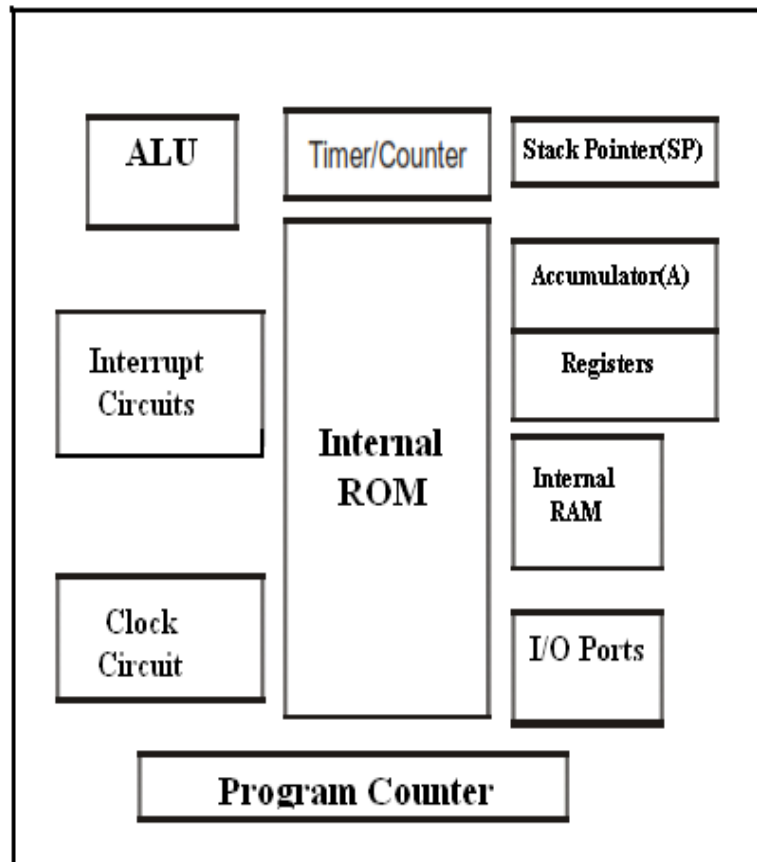 ALU
Timer/Counter
Stack Pointer(SP)
Accumulator(A)
Registers
Interrupt
Circuits
Internal
ROM
Internal
RAM
Clock
Circuit
I/O Ports
Program Counter